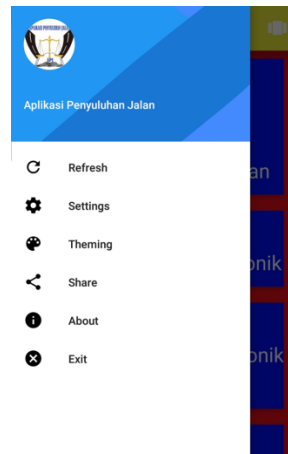 Aplikasi Penyuluhan Jalan
an
Refresh
Settings
Theming
onik
Share
About
Exit
onik